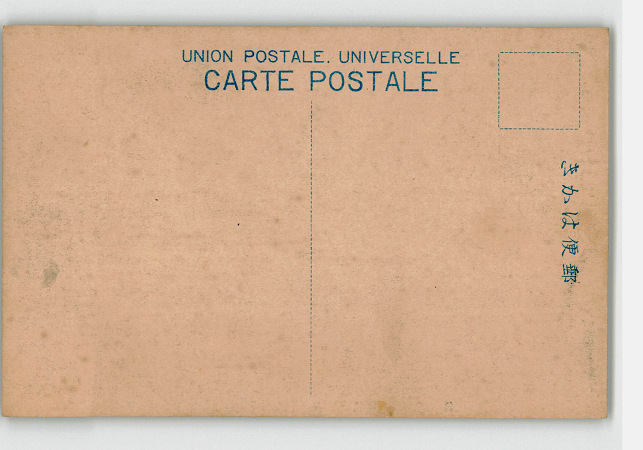 UNION POSTALE. UNIVERSELLE
CARTE POSTALE
きかは便郵